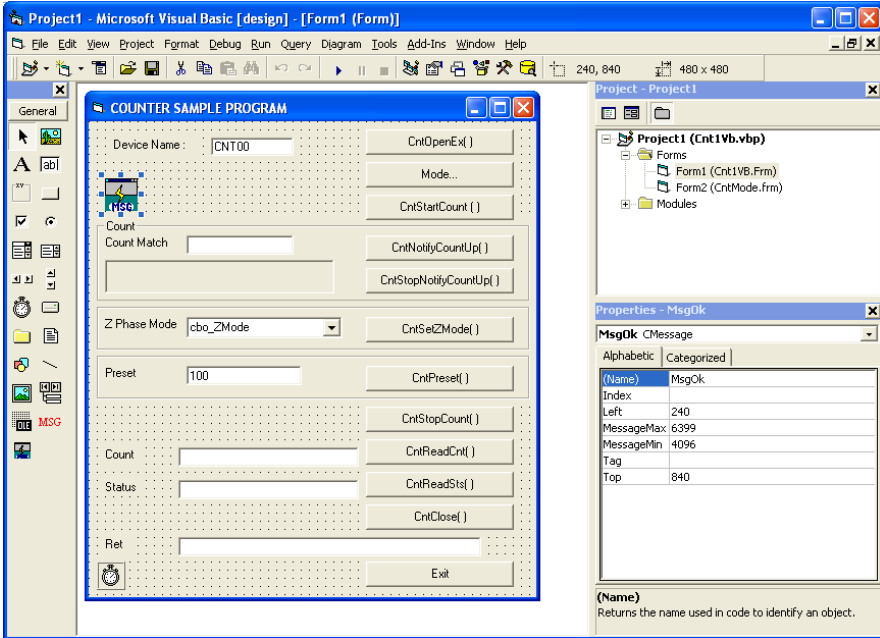 Project1 - Microsoft Visual Basic [design] - [Form1 (Form)]
File Edit View Project Format Debug Run Query Diagram Tools Add-Ins Window Help
240, 840 480 x 480
General
A ab|
XY
OLE MSG
COUNTER SAMPLE PROGRAM
Device Name : CNT00 CntOpenEx( )
Mode...
MSG
CntStartCount ( )
Count
Count Match CntNotifyCountUp( )
CntStopNotifyCountUp( )
Z Phase Mode cbo_ZMode CntSetZMode( )
Preset 100 CntPreset( )
CntStopCount( )
Count CntReadCnt( )
Status CntReadSts( )
CntClose( )
Ret
Exit
Project - Project1
Project1 (Cnt1Vb.vbp)
Forms
Form1 (Cnt1VB.Frm)
Form2 (CntMode.frm)
Modules
Properties - MsgOk
MsgOk CMessage
Alphabetic Categorized
(Name) MsgOk
Index
Left 240
MessageMax 6399
MessageMin 4096
Tag
Top 840
(Name)
Returns the name used in code to identify an object.